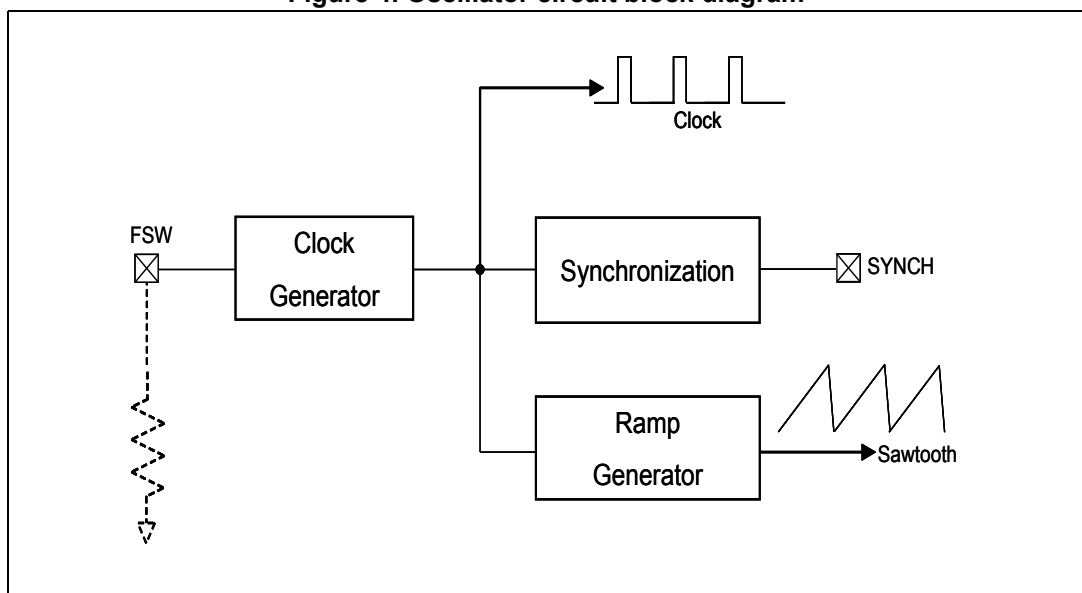 Figure 4. Oscillator circuit block diagram
Clock
FSW
Clock
Generator
Synchronization
SYNCH
Ramp
Generator
Sawtooth